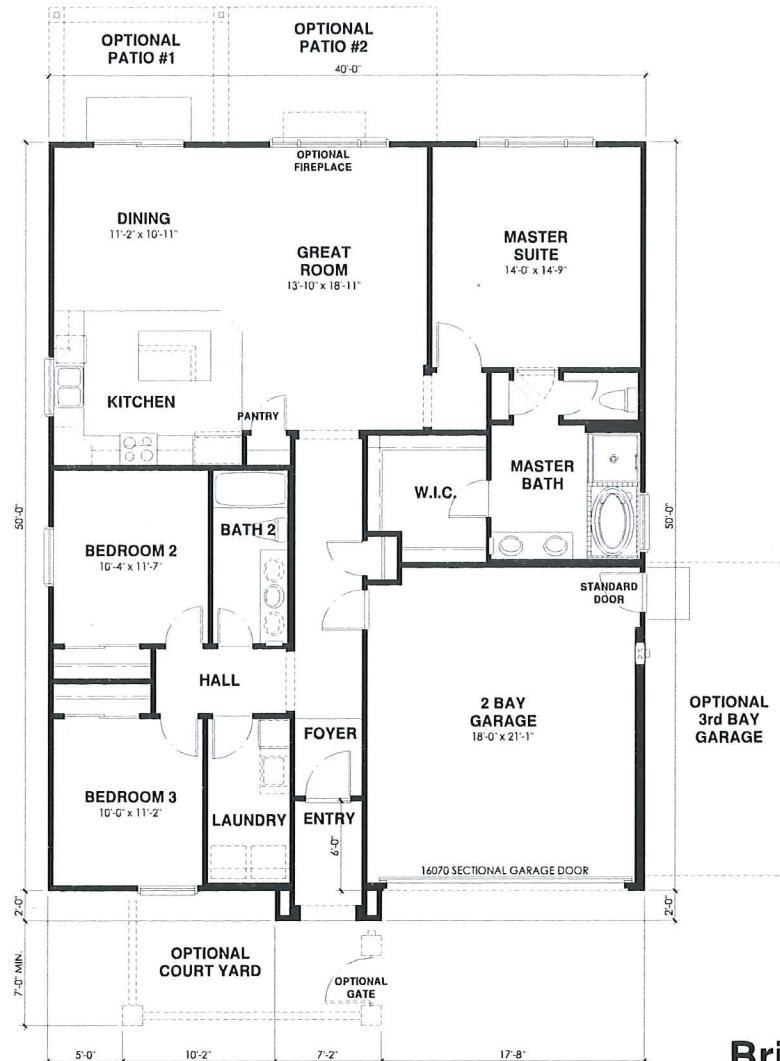 OPTIONAL
PATIO #1
OPTIONAL
PATIO #2
40'-0"
OPTIONAL
FIREPLACE
DINING
11'-2" x 10'-11"
GREAT
ROOM
13'-10" x 18'-11"
MASTER
SUITE
14'-0" x 14'-9"
KITCHEN
PANTRY
W.I.C.
MASTER
BATH
50'-0"
50'-0"
BEDROOM 2
10'-4" x 11'-7"
BATH 2
STANDARD
DOOR
HALL
2 BAY
GARAGE
18'-0" x 21'-1"
OPTIONAL
3rd BAY
GARAGE
FOYER
BEDROOM 3
10'-0" x 11'-2"
LAUNDRY
ENTRY
6'-0"
16070 SECTIONAL GARAGE DOOR
2'-0"
2'-0"
7'-0" MIN.
OPTIONAL
COURT YARD
OPTIONAL
GATE
5'-0"
10'-2"
7'-2"
17'-8"
Bri